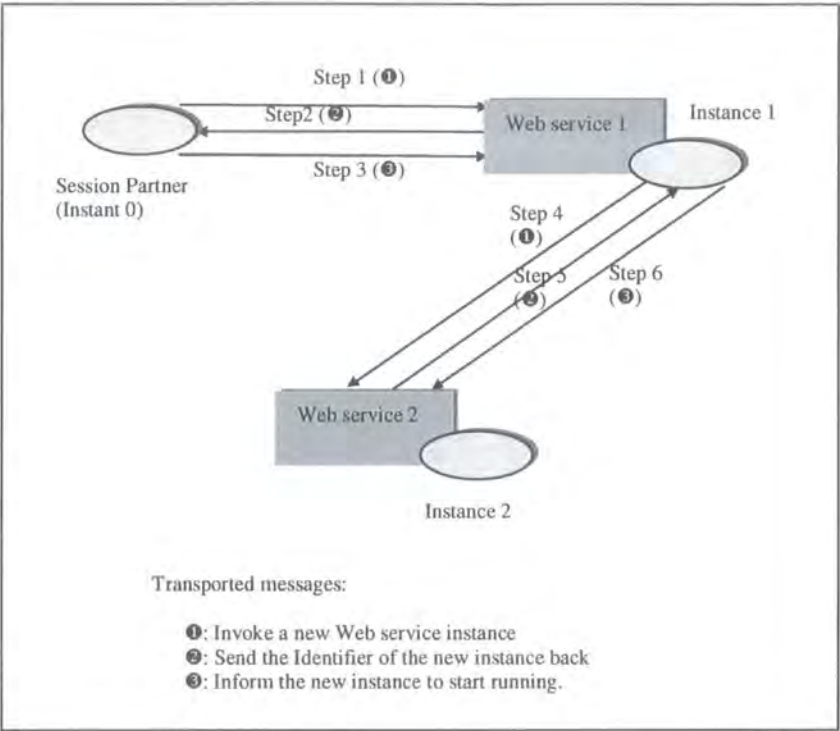 Step 1 (❶)
Step2 (❷)
Step 3 (❸)
Session Partner
(Instant 0)
Web service 1
Instance 1
Step 4
(❶)
Step 5
(❷)
Step 6
(❸)
Web service 2
Instance 2
Transported messages:
❶: Invoke a new Web service instance
❷: Send the Identifier of the new instance back
❸: Inform the new instance to start running.